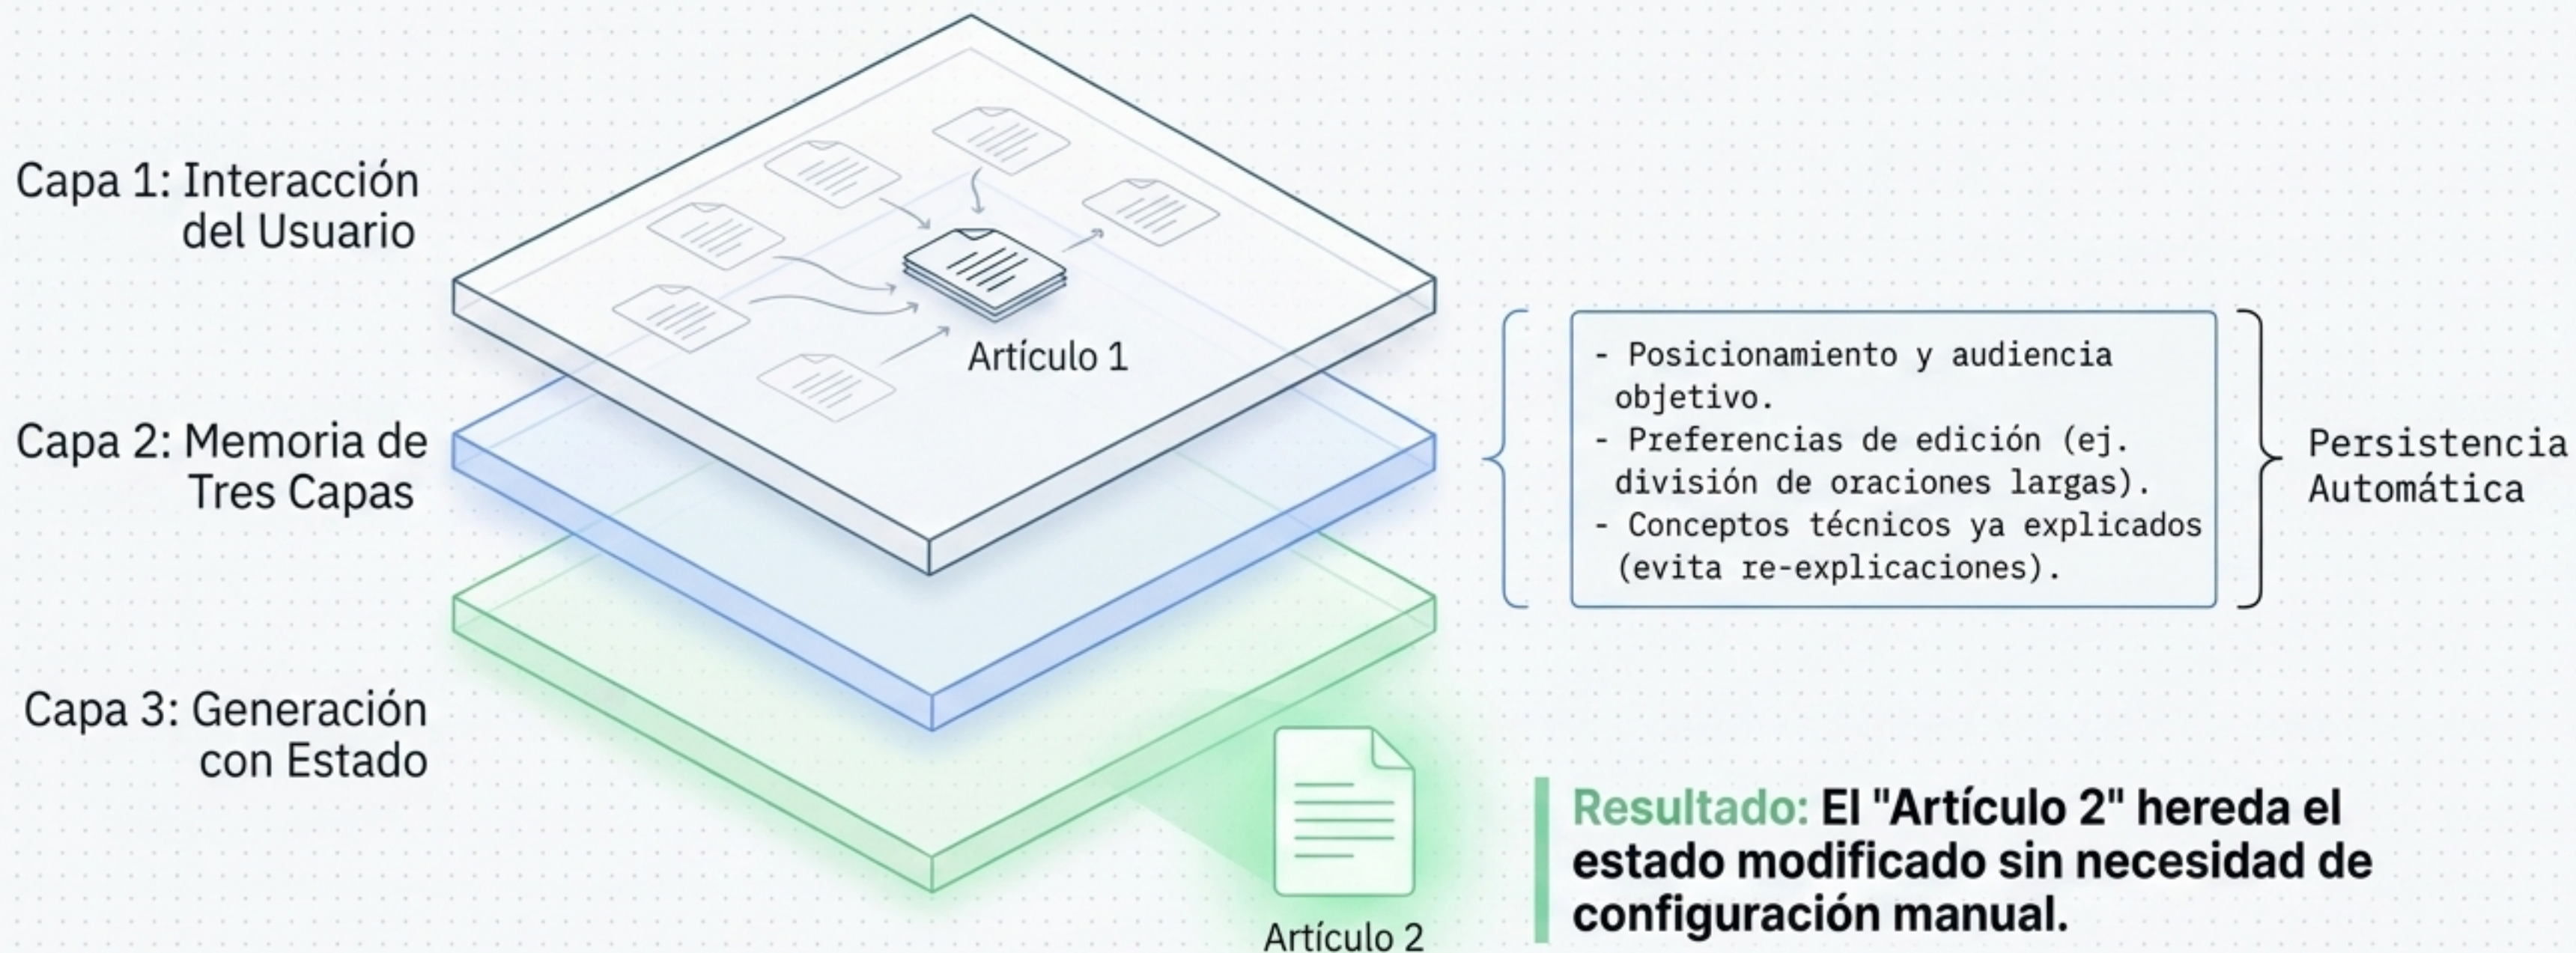 Capa 1: Interacción
del Usuario
Artículo 1
Capa 2: Memoria de
Tres Capas
- Posicionamiento y audiencia
objetivo.
- Preferencias de edición (ej.
división de oraciones largas).
- Conceptos técnicos ya explicados
(evita re-explicaciones).
Persistencia
Automática
Capa 3: Generación
con Estado
Artículo 2
Resultado: El "Artículo 2" hereda el
estado modificado sin necesidad de
configuración manual.